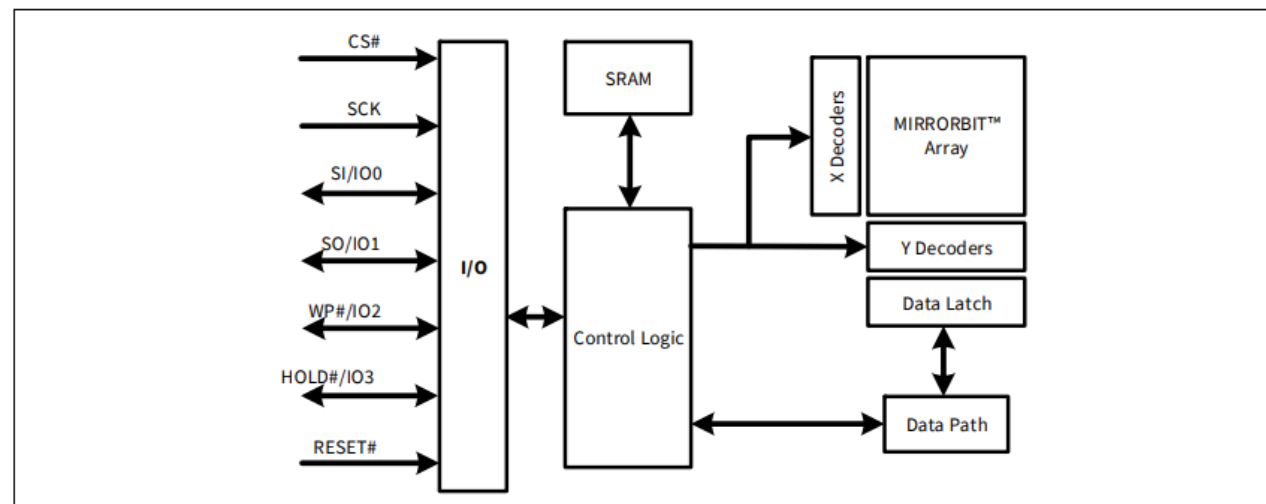 CS#
SCK
SI/IO0
SO/IO1
WP#/IO2
HOLD#/IO3
RESET#
I/O
SRAM
Control Logic
X Decoders
MIRRORBIT™
Array
Y Decoders
Data Latch
Data Path